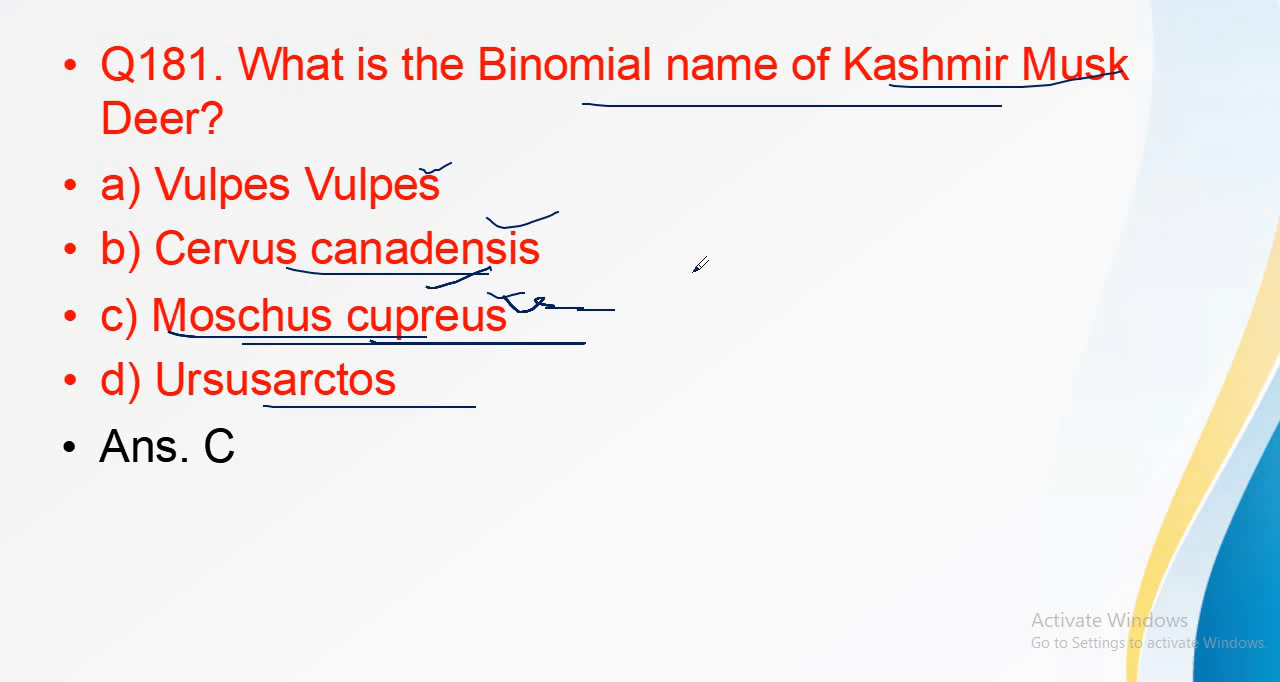 • Q181. What is the Binomial name of Kashmir Musk
Deer?
• a) Vulpes Vulpes
• b) Cervus canadensis
• c) Moschus cupreus
• d) Ursusarctos
• Ans. C
Activate Windows
Go to Settings to activate Windows.